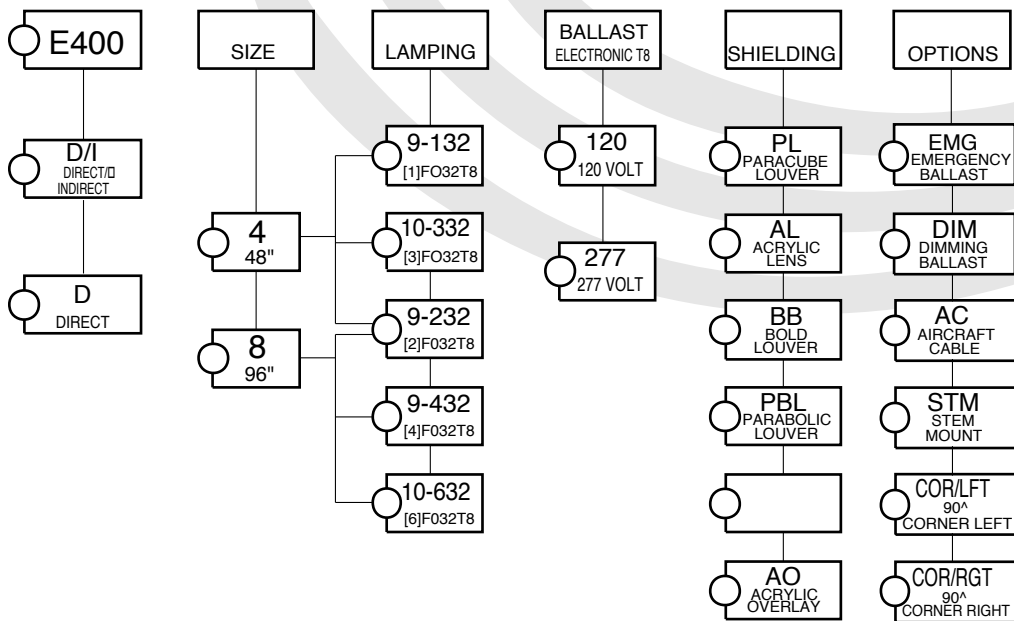 E400
D/I
DIRECT/▯
INDIRECT
D
DIRECT
SIZE
4
48"
8
96"
LAMPING
9-132
[1]FO32T8
10-332
[3]FO32T8
9-232
[2]F032T8
9-432
[4]F032T8
10-632
[6]F032T8
BALLAST
ELECTRONIC T8
120
120 VOLT
277
277 VOLT
SHIELDING
PL
PARACUBE
LOUVER
AL
ACRYLIC
LENS
BB
BOLD
LOUVER
PBL
PARABOLIC
LOUVER
AO
ACRYLIC
OVERLAY
OPTIONS
EMG
EMERGENCY
BALLAST
DIM
DIMMING
BALLAST
AC
AIRCRAFT
CABLE
STM
STEM
MOUNT
COR/LFT
90^
CORNER LEFT
COR/RGT
90^
CORNER RIGHT